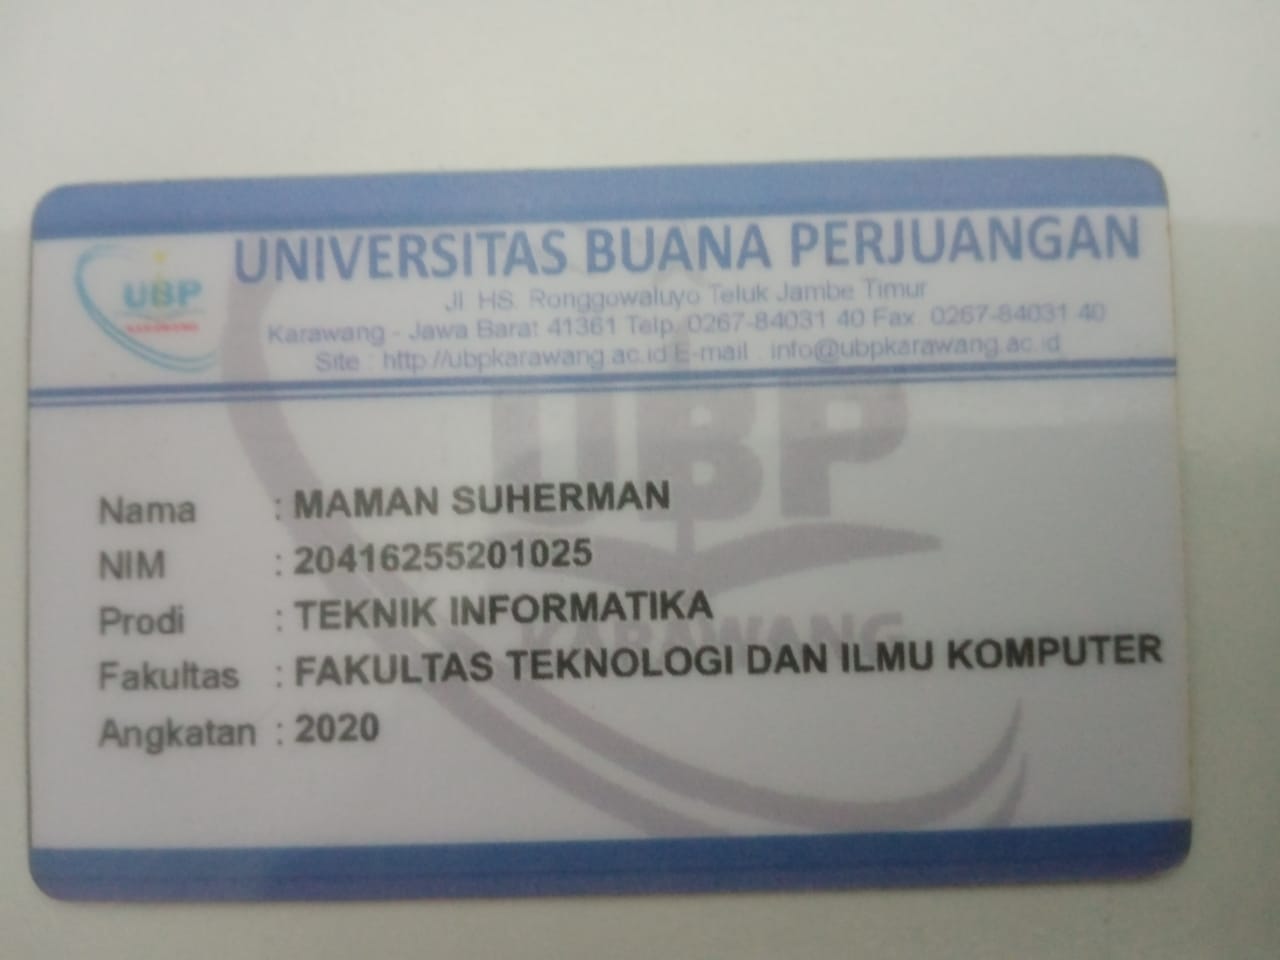 UBP
KARAWANG
UNIVERSITAS BUANA PERJUANGAN
Jl. HS. Ronggowaluyo Teluk Jambe Timur
Karawang - Jawa Barat 41361 Telp. 0267-84031 40 Fax. 0267-84031 40
Site : http://ubpkarawang.ac.id E-mail : info@ubpkarawang.ac.id
UBP
KARAWANG
Nama : MAMAN SUHERMAN
NIM : 20416255201025
Prodi : TEKNIK INFORMATIKA
Fakultas : FAKULTAS TEKNOLOGI DAN ILMU KOMPUTER
Angkatan : 2020